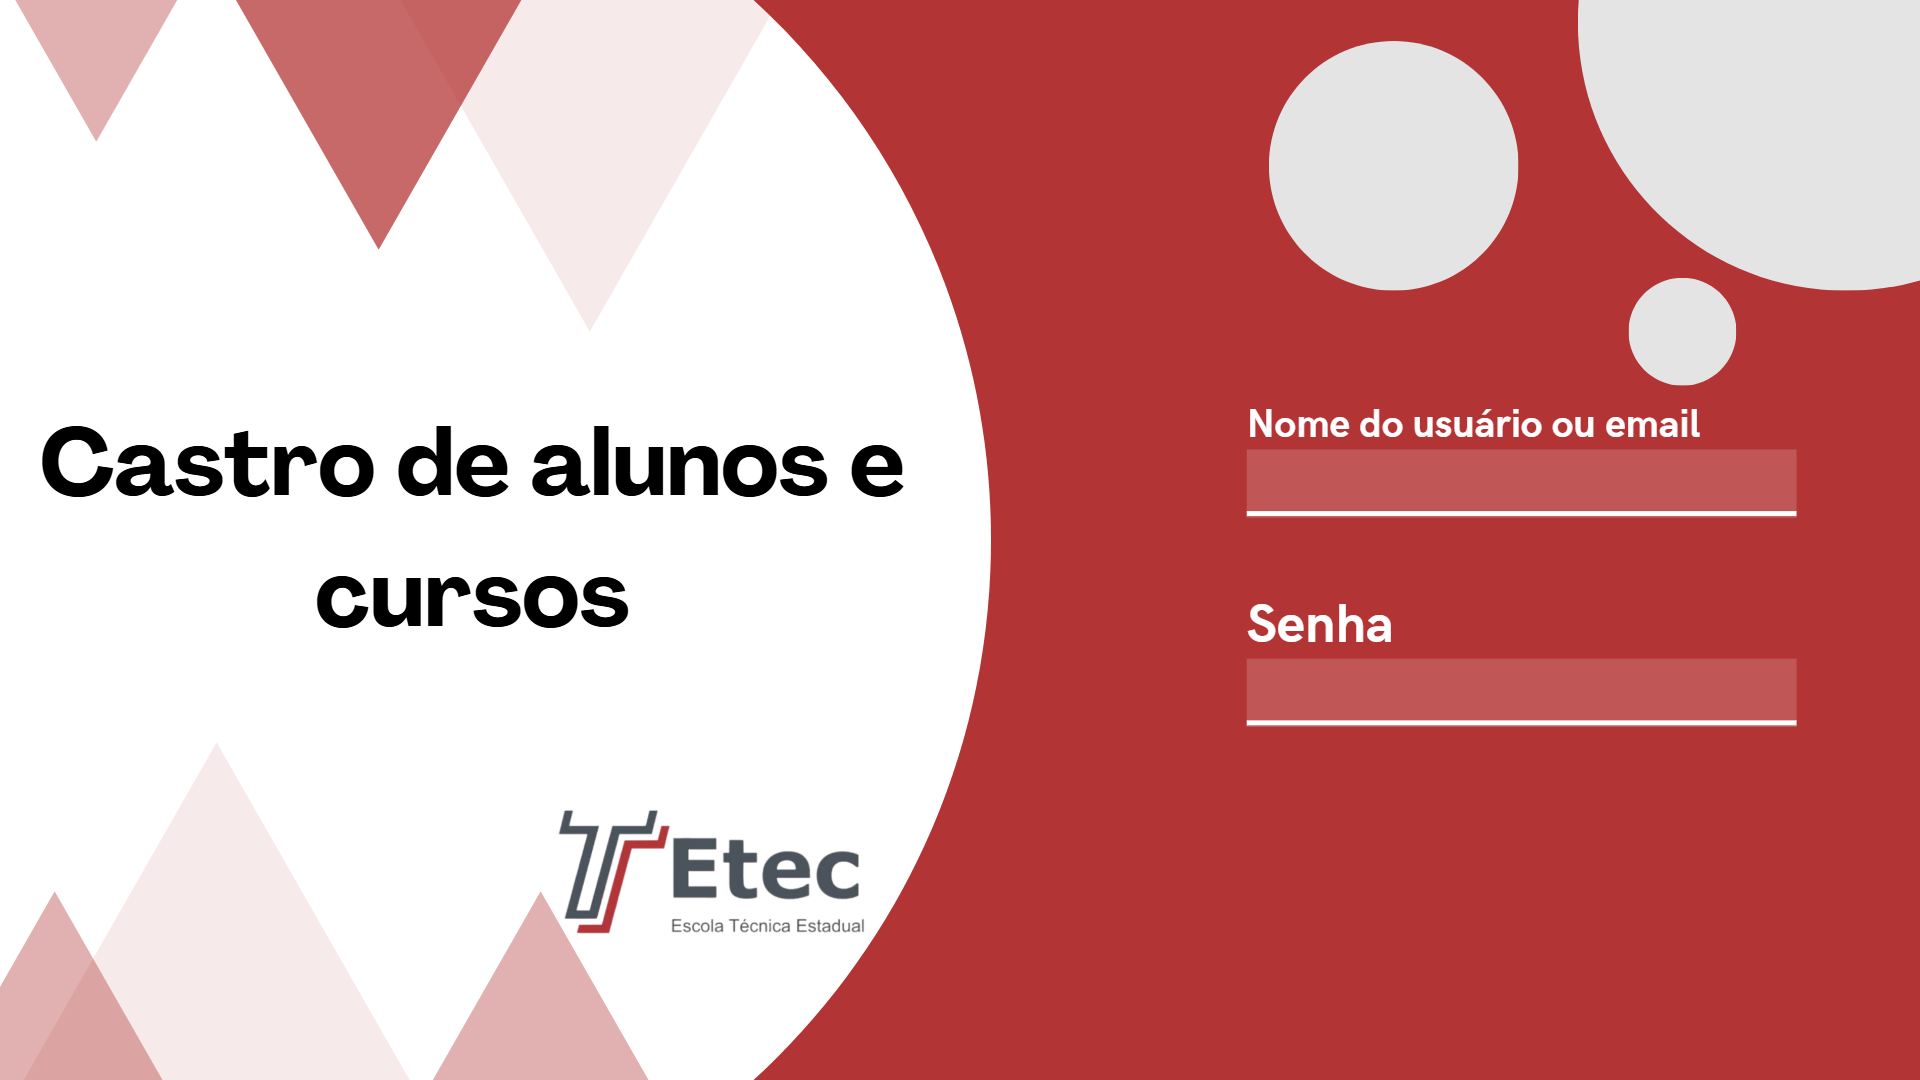 Castro de alunos e
cursos
Etec
Escola Técnica Estadual
Nome do usuário ou email
Senha